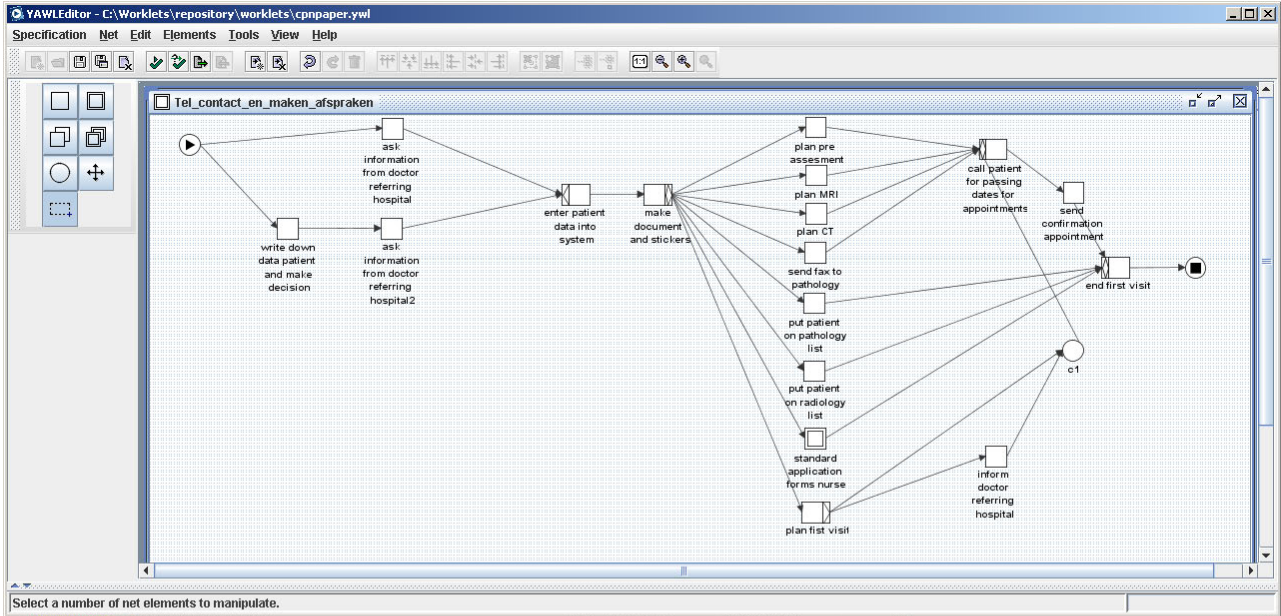 YAWLEditor - C:\Worklets\repository\worklets\cpnpaper.ywl
Specification Net Edit Elements Tools View Help
1:1
Tel_contact_en_maken_afspraken
ask
information
from doctor
referring
hospital
write down
data patient
and make
decision
ask
information
from doctor
referring
hospital2
enter patient
data into
system
make
document
and stickers
plan pre
assesment
plan MRI
plan CT
send fax to
pathology
put patient
on pathology
list
put patient
on radiology
list
standard
application
forms nurse
plan fist visit
call patient
for passing
dates for
appointments
send
confirmation
appointment
end first visit
c1
inform
doctor
referring
hospital
Select a number of net elements to manipulate.